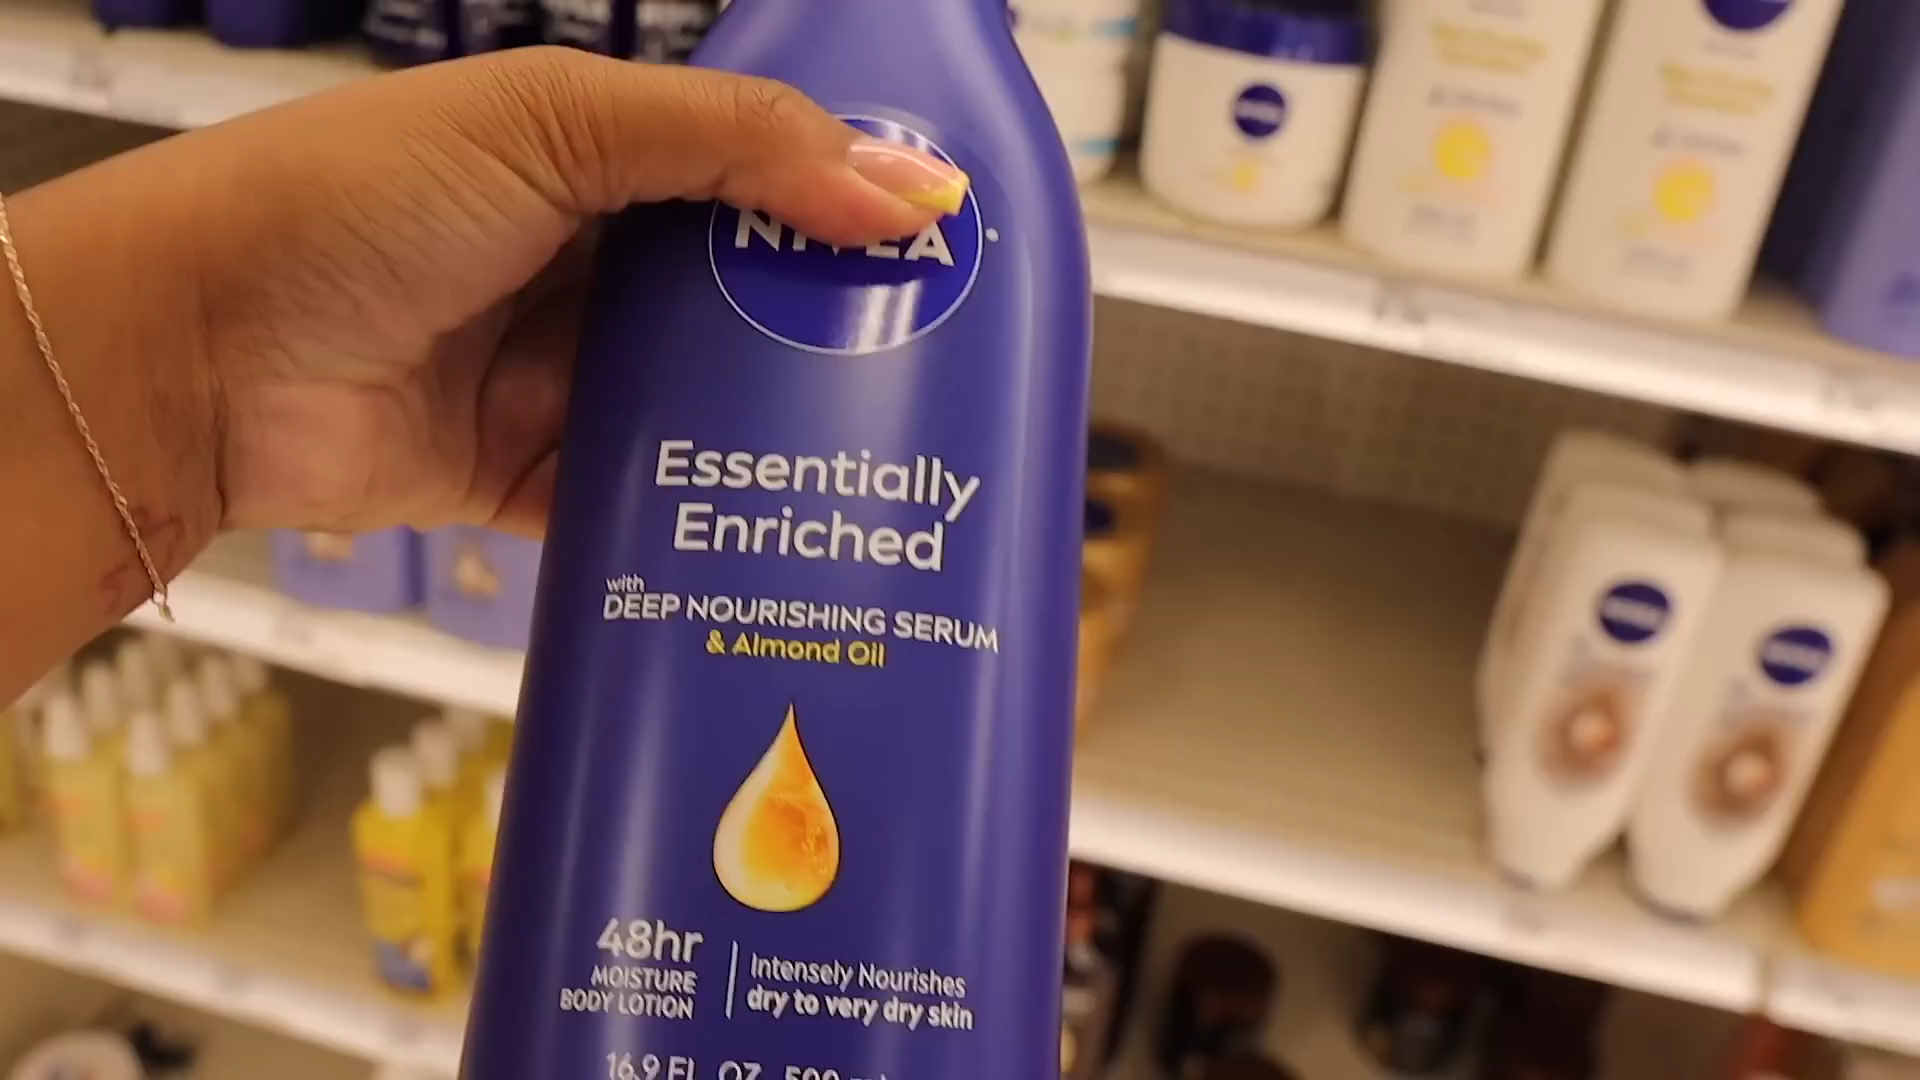 NIVEA
Essentially
Enriched
with
DEEP NOURISHING SERUM
& Almond Oil
48hr
MOISTURE
BODY LOTION
Intensely Nourishes
dry to very dry skin
16.9 FL OZ